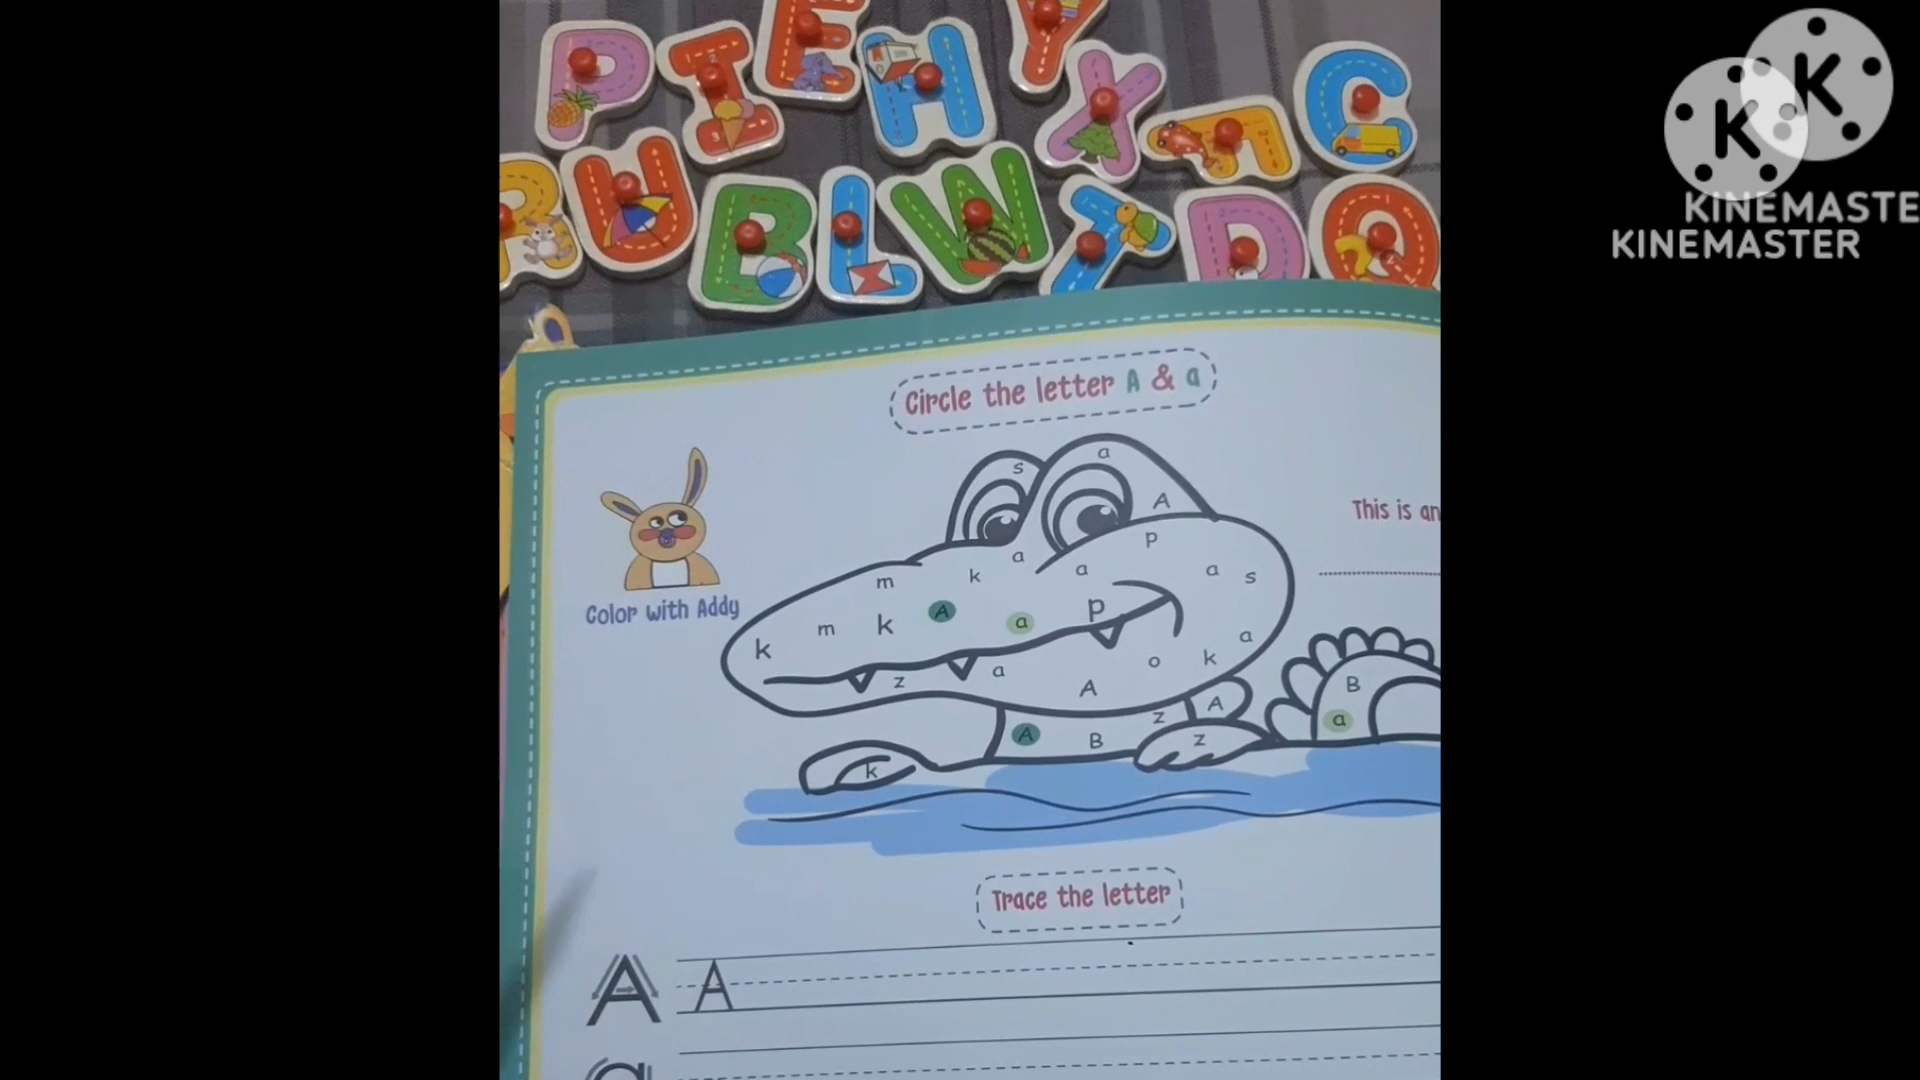 K K
KINEMASTE
KINEMASTER
P I E H Y X F C
R U B L W T D Q
Circle the letter A & a
s a
A
This is an
p
a
m k a a s
A a p
m k
k a
o k
z a A B
A a
z
A B z
k
Color with Addy
Trace the letter
A A